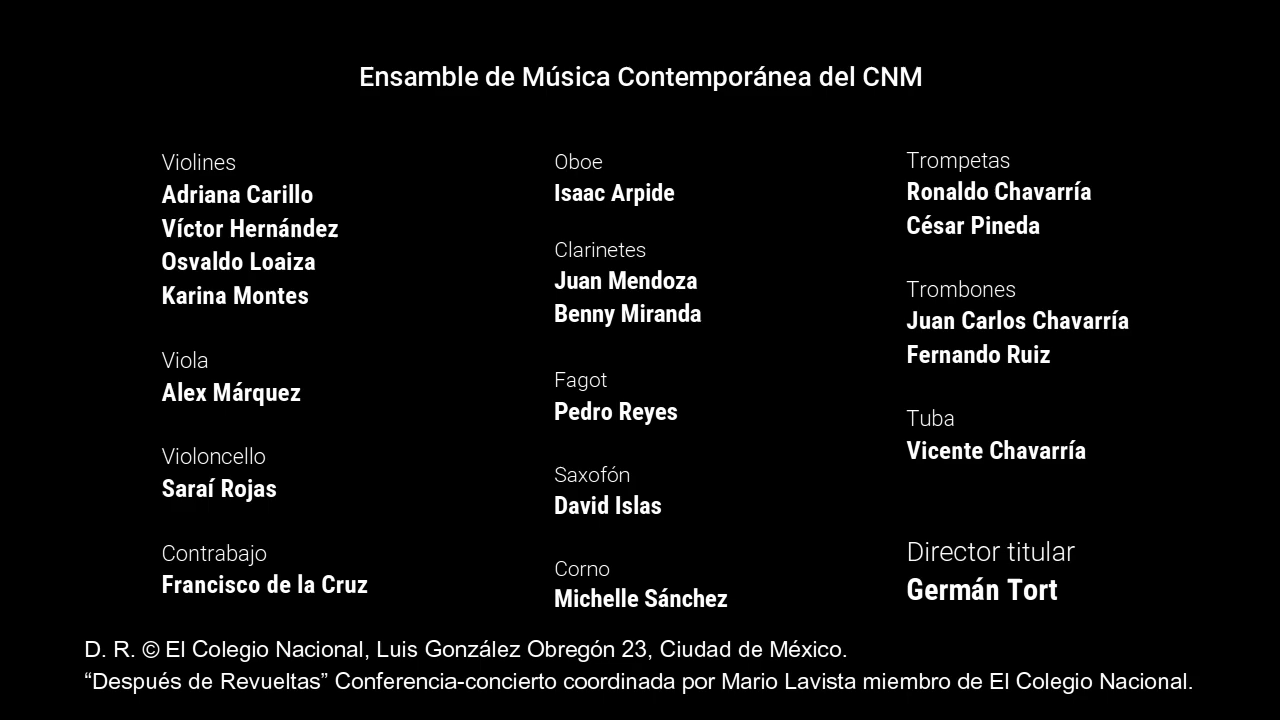 Ensamble de Música Contemporánea del CNM
Violines
Adriana Carillo
Víctor Hernández
Osvaldo Loaiza
Karina Montes
Viola
Alex Márquez
Violoncello
Saraí Rojas
Contrabajo
Francisco de la Cruz
Oboe
Isaac Arpide
Clarinetes
Juan Mendoza
Benny Miranda
Fagot
Pedro Reyes
Saxofón
David Islas
Corno
Michelle Sánchez
Trompetas
Ronaldo Chavarría
César Pineda
Trombones
Juan Carlos Chavarría
Fernando Ruiz
Tuba
Vicente Chavarría
Director titular
Germán Tort
D. R. © El Colegio Nacional, Luis González Obregón 23, Ciudad de México.
“Después de Revueltas” Conferencia-concierto coordinada por Mario Lavista miembro de El Colegio Nacional.